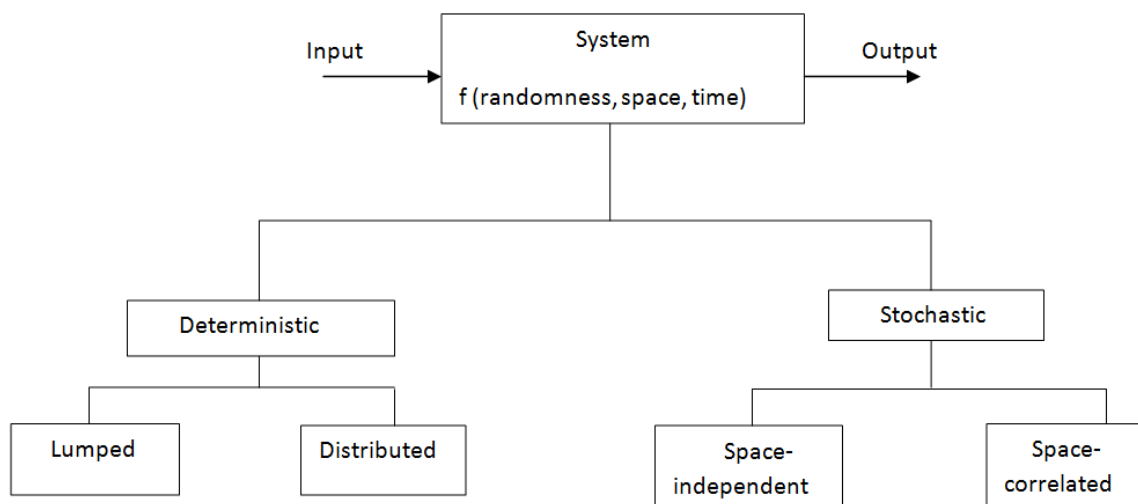 Input
System
Output
f (randomness, space, time)
Deterministic
Stochastic
Lumped
Distributed
Space-
independent
Space-
correlated